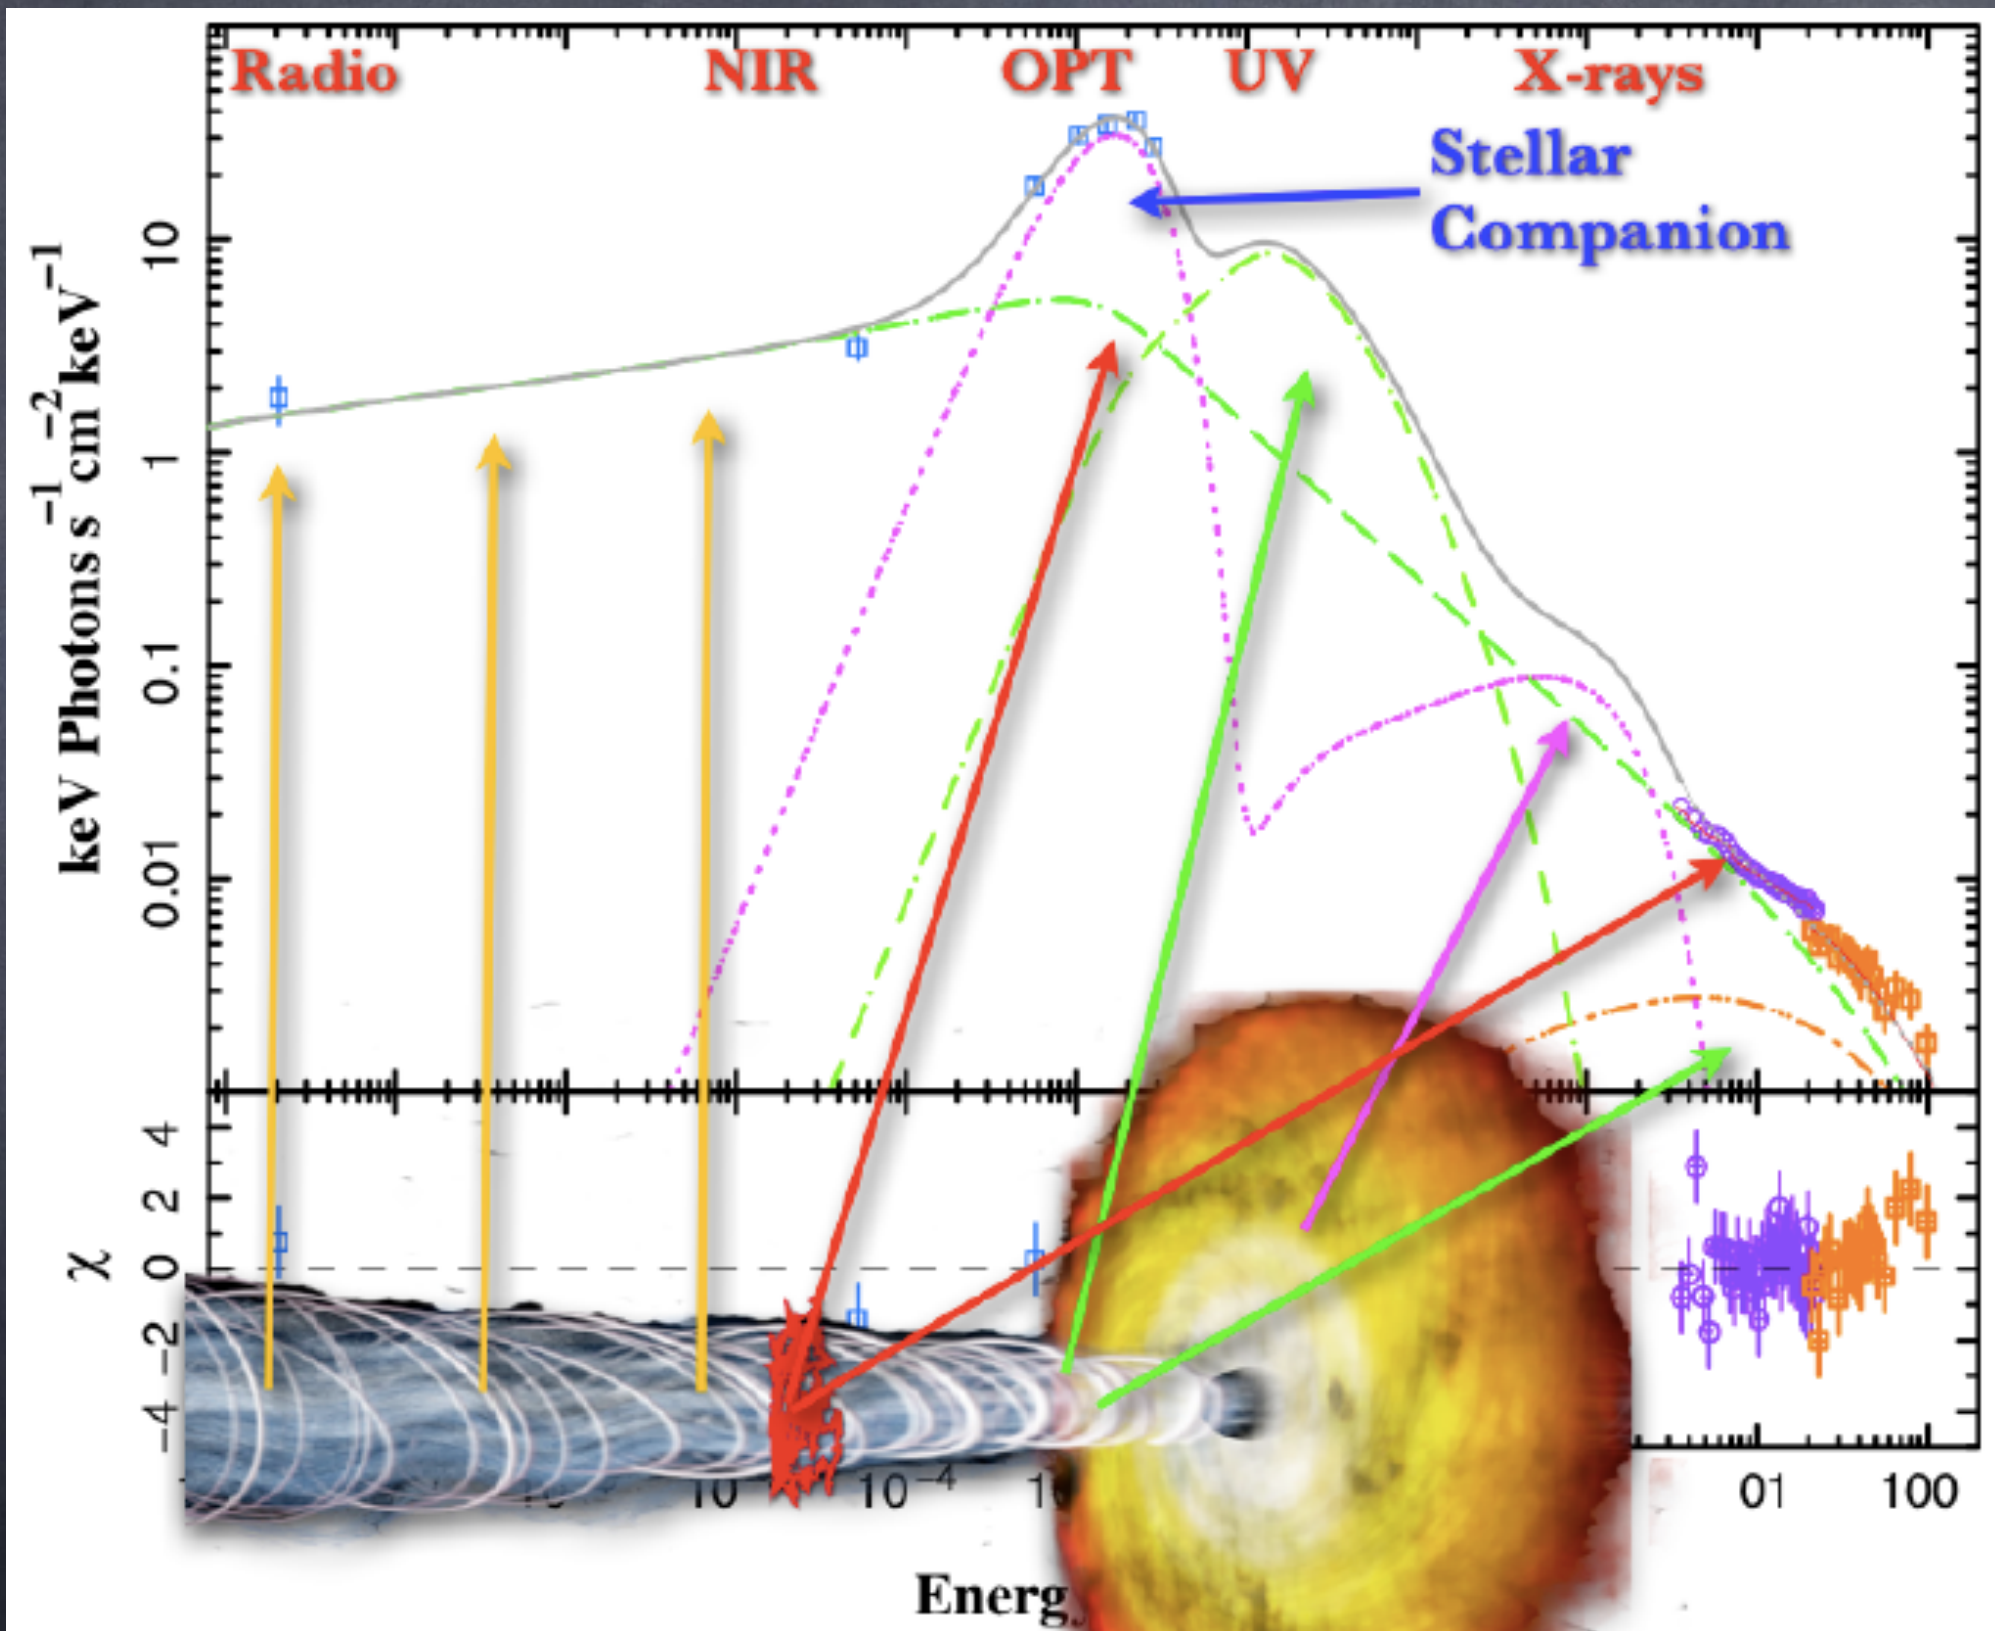 Radio NIR OPT UV X-rays
Stellar
Companion
keV Photons s⁻¹ cm⁻² keV⁻¹
10
1
0.1
0.01
χ
4
2
0
−2
−4
10⁻⁴
01 100
Energ